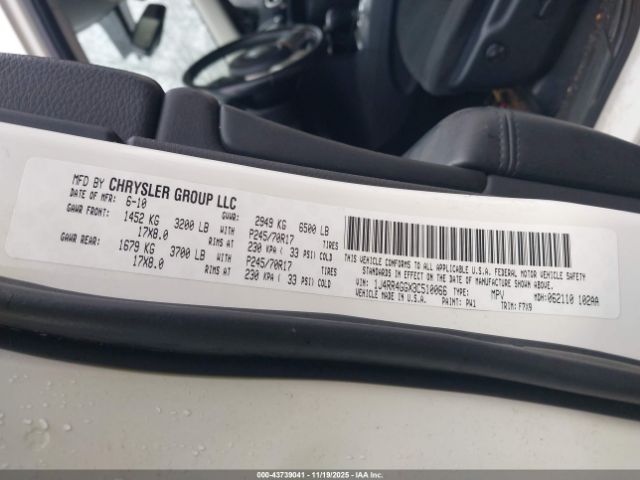 MFD BY CHRYSLER GROUP LLC
DATE OF MFR: 6-10 GVWR: 2949 KG 6500 LB
GAWR FRONT: 1452 KG 3200 LB WITH P245/70R17 TIRES
17X8.0 RIMS AT 230 KPA ( 33 PSI) COLD
GAWR REAR: 1679 KG 3700 LB WITH P245/70R17 TIRES
17X8.0 RIMS AT 230 KPA ( 33 PSI) COLD
THIS VEHICLE CONFORMS TO ALL APPLICABLE U.S.A. FEDERAL MOTOR VEHICLE SAFETY
STANDARDS IN EFFECT ON THE DATE OF MANUFACTURE SHOWN ABOVE.
VIN: 1J4RR4GGX3C510066 TYPE: MPV MDH: 062110 102AA
VEHICLE MADE IN U.S.A. PAINT: PW1 TRIM: F7X9
000-43739041 - 11/19/2025 - IAAI.com